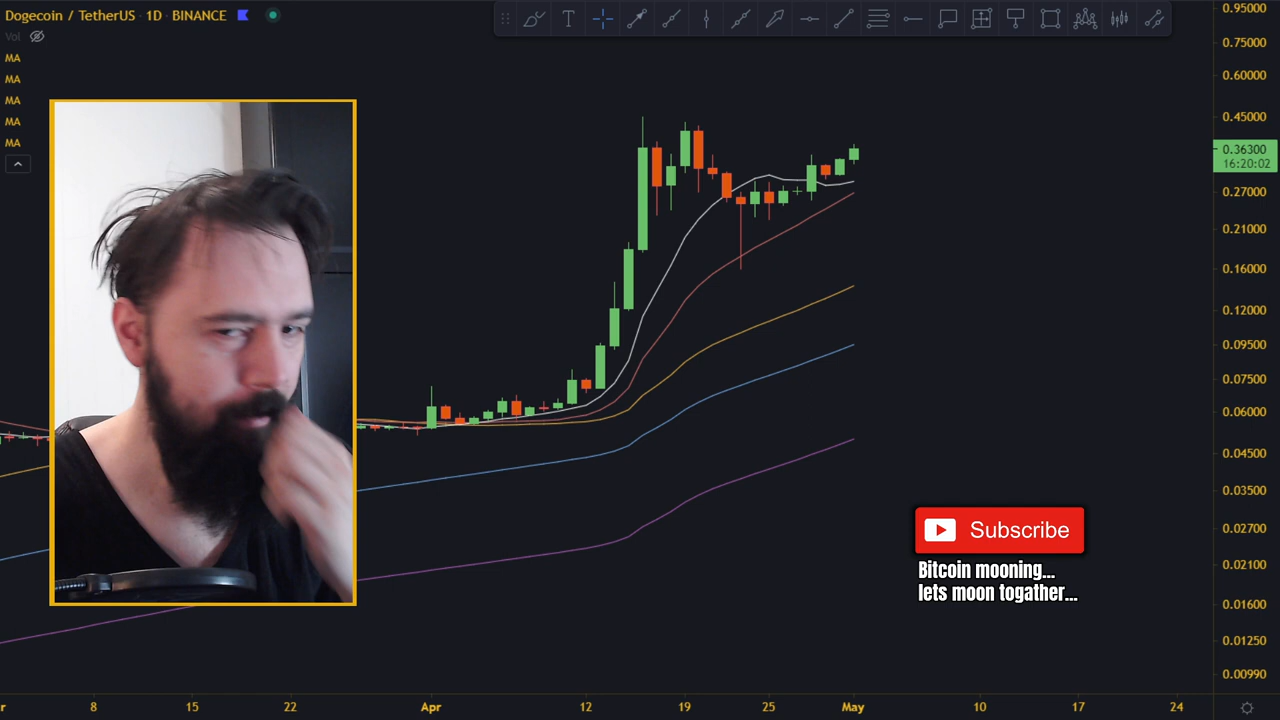 Dogecoin / TetherUS 1D BINANCE
Vol
MA
MA
MA
MA
MA
0.95000
0.75000
0.60000
0.45000
0.36300
16:20:02
0.27000
0.21000
0.16000
0.12000
0.09500
0.07500
0.06000
0.04500
0.03500
0.02700
0.02100
0.01600
0.01250
0.00990
Subscribe
Bitcoin mooning...
lets moon togather...
r 8 15 22 Apr 12 19 25 May 10 17 24